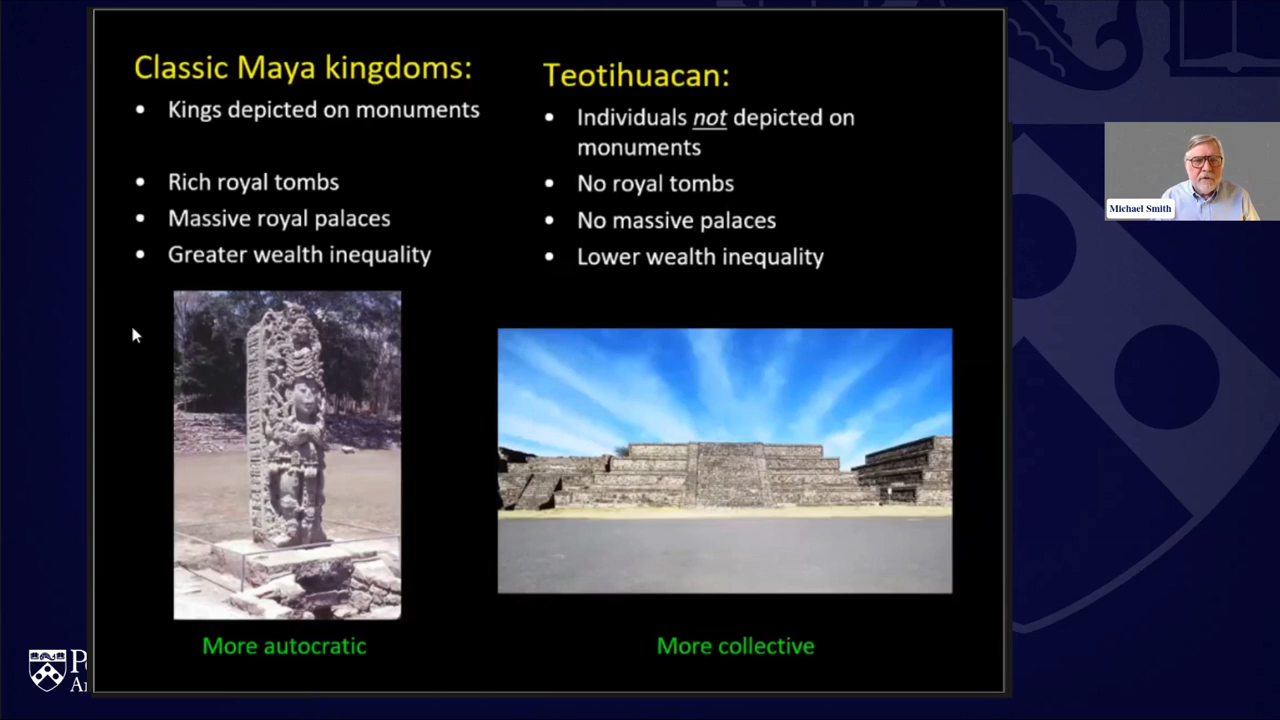 Classic Maya kingdoms:
• Kings depicted on monuments
• Rich royal tombs
• Massive royal palaces
• Greater wealth inequality
More autocratic
Teotihuacan:
• Individuals not depicted on
monuments
• No royal tombs
• No massive palaces
• Lower wealth inequality
More collective
Michael Smith